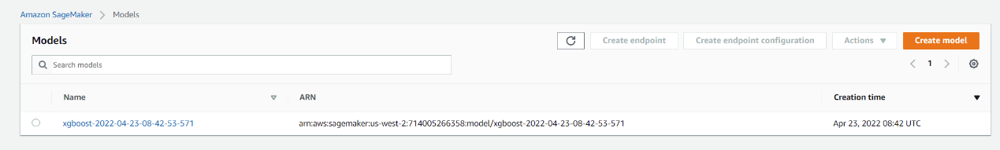 Amazon SageMaker > Models
Models
Create endpoint Create endpoint configuration Actions Create model
Search models
1
Name ARN Creation time
xgboost-2022-04-23-08-42-53-571 arn:aws:sagemaker:us-west-2:714005266358:model/xgboost-2022-04-23-08-42-53-571 Apr 23, 2022 08:42 UTC